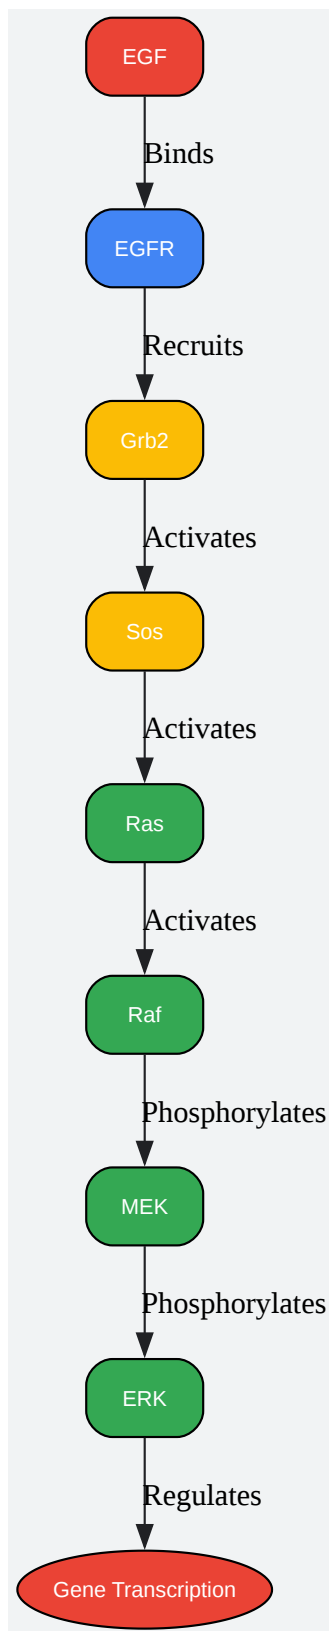 EGF
Binds
EGFR
Recruits
Grb2
Activates
Sos
Activates
Ras
Activates
Raf
Phosphorylates
MEK
Phosphorylates
ERK
Regulates
Gene Transcription